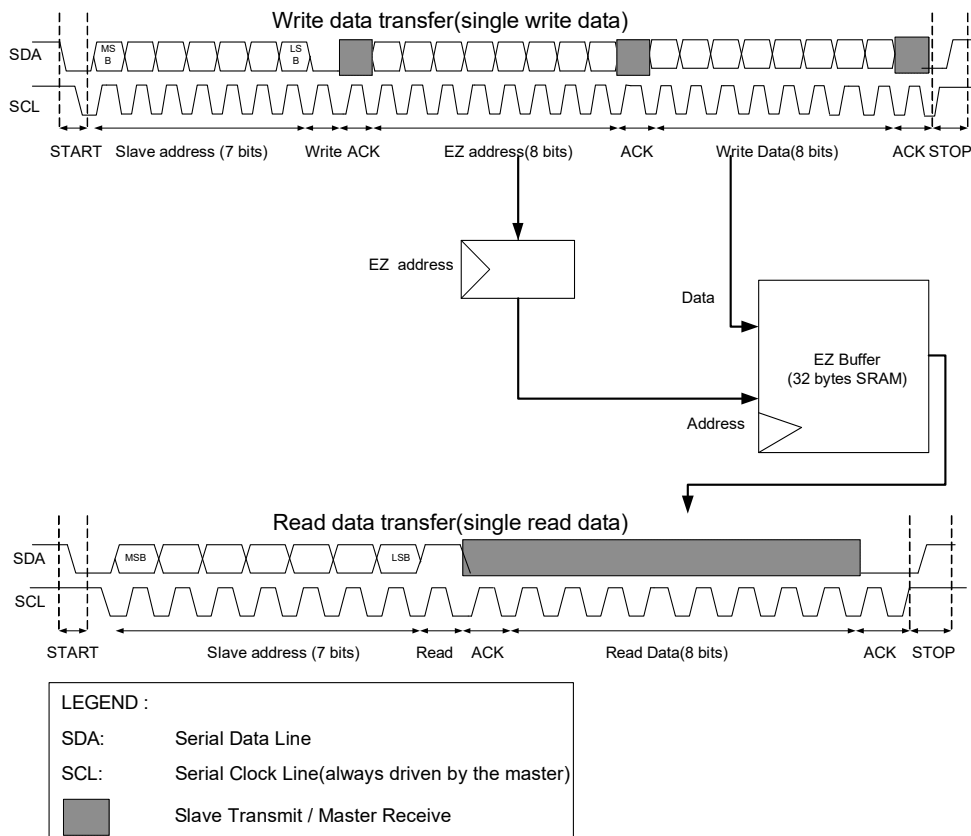 Write data transfer(single write data)
SDA
MS
B
LS
B
SCL
START
Slave address (7 bits)
Write
ACK
EZ address(8 bits)
ACK
Write Data(8 bits)
ACK
STOP
EZ address
Data
EZ Buffer
(32 bytes SRAM)
Address
Read data transfer(single read data)
SDA
MSB
LSB
SCL
START
Slave address (7 bits)
Read
ACK
Read Data(8 bits)
ACK
STOP
LEGEND :
SDA: Serial Data Line
SCL: Serial Clock Line(always driven by the master)
Slave Transmit / Master Receive